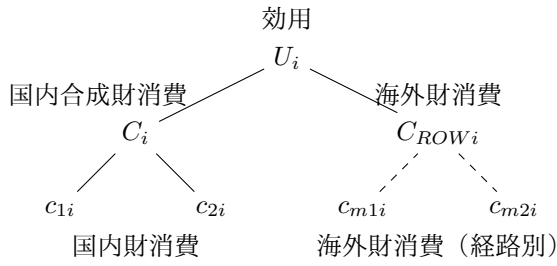 効用
U_i
国内合成財消費 海外財消費
C_i C_{ROWi}
c_{1i} c_{2i} c_{m1i} c_{m2i}
国内財消費 海外財消費（経路別）